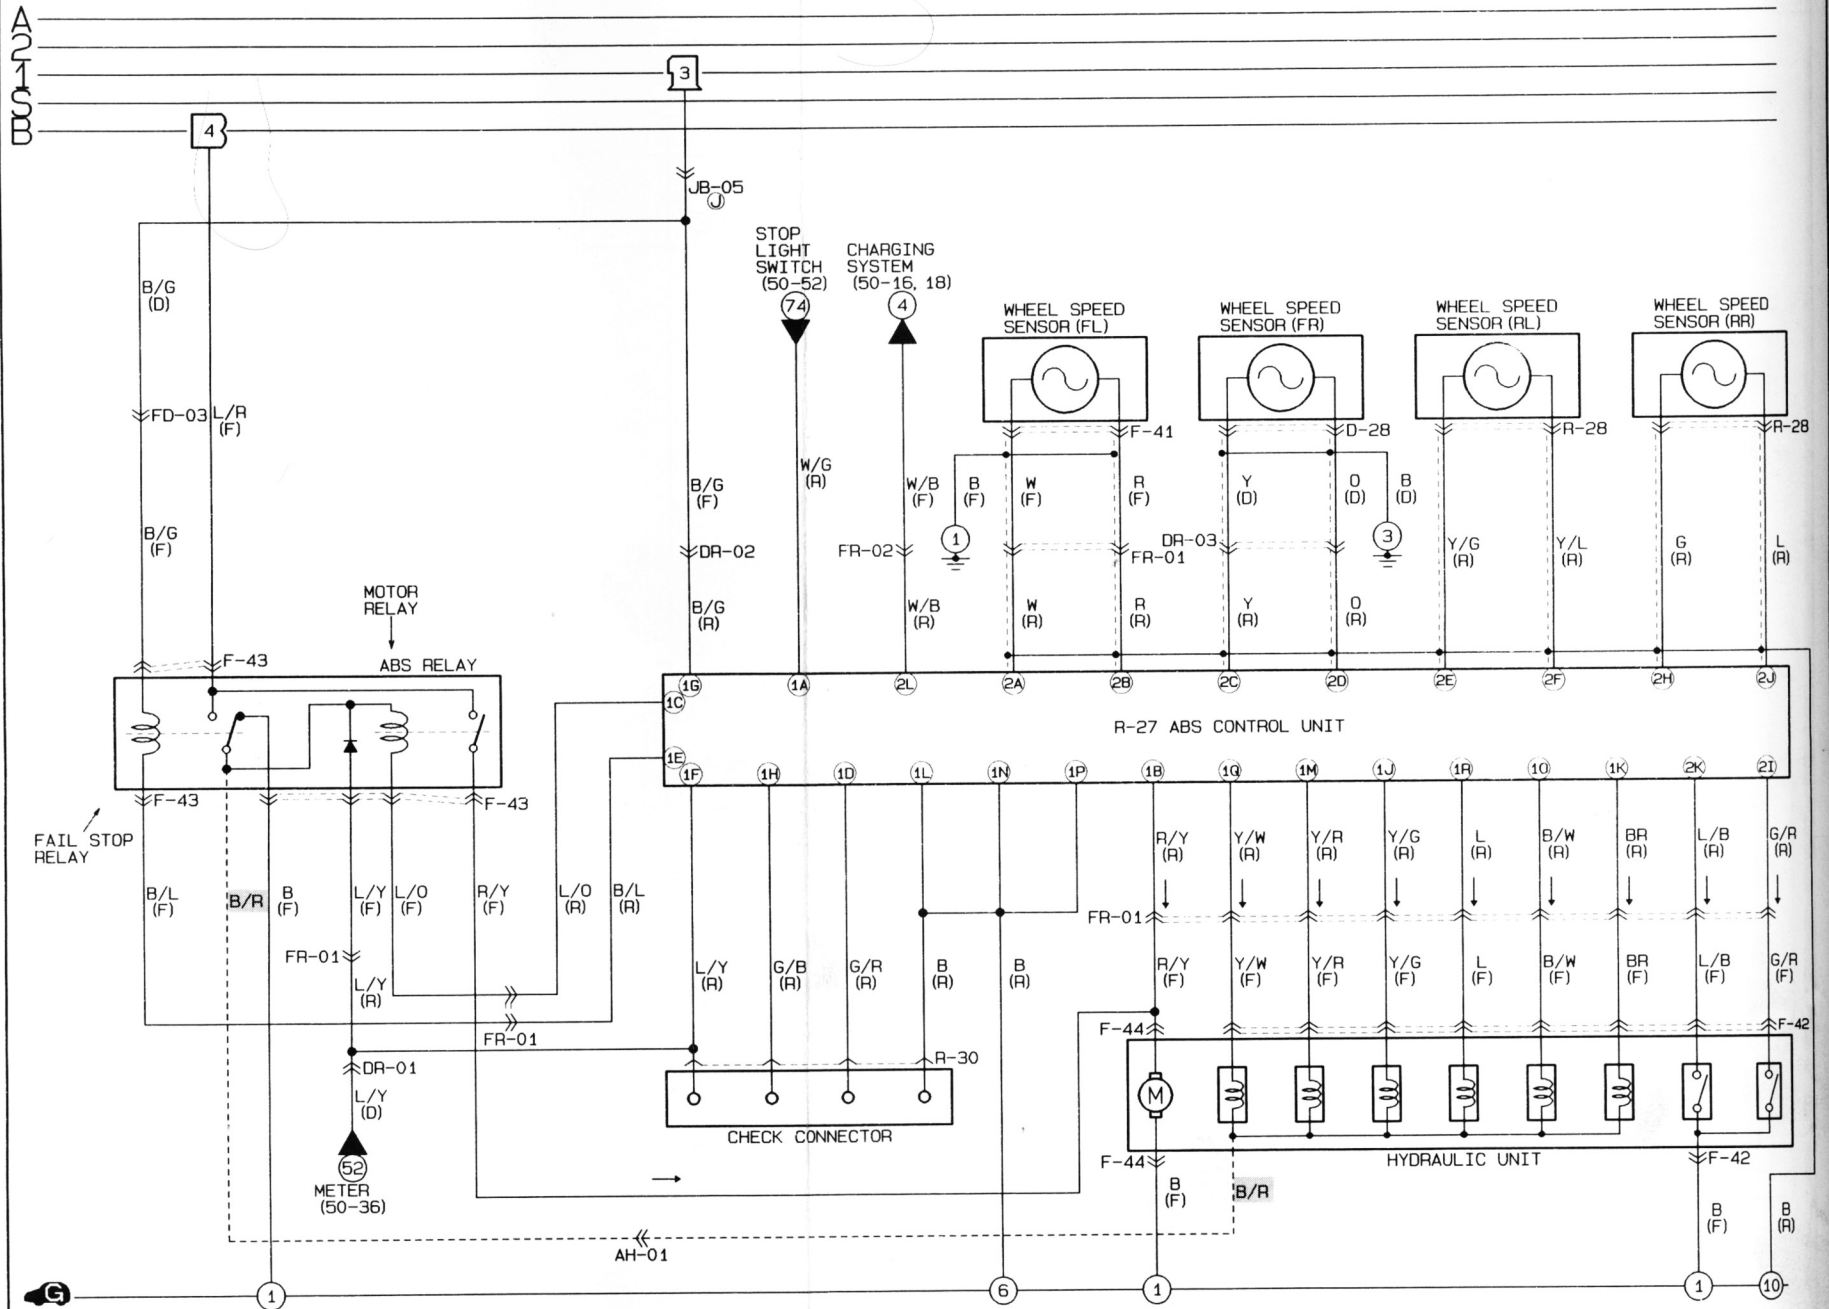 A
2
1
S
B
3
4
JB-05
J
STOP
LIGHT
SWITCH
(50-52)
74
CHARGING
SYSTEM
(50-16, 18)
4
WHEEL SPEED
SENSOR (FL)
WHEEL SPEED
SENSOR (FR)
WHEEL SPEED
SENSOR (RL)
WHEEL SPEED
SENSOR (RR)
B/G
(D)
FD-03
L/R
(F)
F-41
D-28
R-28
R-28
W/G
(R)
B/G
(F)
W/B
(F)
B
(F)
W
(F)
R
(F)
Y
(D)
O
(D)
B
(D)
B/G
(F)
DR-02
FR-02
1
FR-01
DR-03
3
Y/G
(R)
Y/L
(R)
G
(R)
L
(R)
MOTOR
RELAY
B/G
(R)
W/B
(R)
W
(R)
R
(R)
Y
(R)
O
(R)
F-43
ABS RELAY
1G
1A
2L
2A
2B
2C
2D
2E
2F
2H
2J
1C
R-27 ABS CONTROL UNIT
1E
1F
1H
1D
1L
1N
1P
1B
1Q
1M
1J
1R
1O
1K
2K
2I
F-43
F-43
FAIL STOP
RELAY
R/Y
(R)
Y/W
(R)
Y/R
(R)
Y/G
(R)
L
(R)
B/W
(R)
BR
(R)
L/B
(R)
G/R
(R)
B/L
(F)
B/R
B
(F)
L/Y
(F)
L/O
(F)
R/Y
(F)
L/O
(R)
B/L
(R)
FR-01
FR-01
L/Y
(R)
L/Y
(R)
G/B
(R)
G/R
(R)
B
(R)
B
(R)
R/Y
(F)
Y/W
(F)
Y/R
(F)
Y/G
(F)
L
(F)
B/W
(F)
BR
(F)
L/B
(F)
G/R
(F)
FR-01
F-44
F-42
DR-01
R-30
L/Y
(D)
M
CHECK CONNECTOR
52
METER
(50-36)
F-44
HYDRAULIC UNIT
F-42
B
(F)
B/R
B
(F)
B
(R)
AH-01
G
1
6
1
1
10